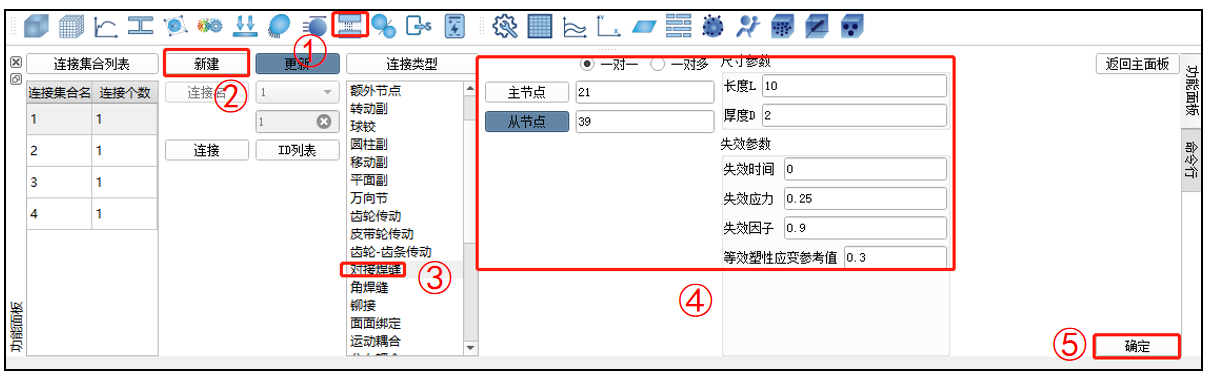 ①
连接集合列表
新建
更新
连接类型
一对一
一对多
尺寸参数
返回主面板
功能面板
命令行
连接集合名 连接个数
1 1
2 1
3 1
4 1
②
1
1
连接
ID列表
额外节点
转动副
球铰
圆柱副
移动副
平面副
万向节
齿轮传动
皮带轮传动
齿轮-齿条传动
对接焊缝
角焊缝
铆接
面面绑定
运动耦合
③
主节点 21
从节点 39
长度L 10
厚度D 2
失效参数
失效时间 0
失效应力 0.25
失效因子 0.9
等效塑性应变参考值 0.3
④
⑤
确定
功能面板